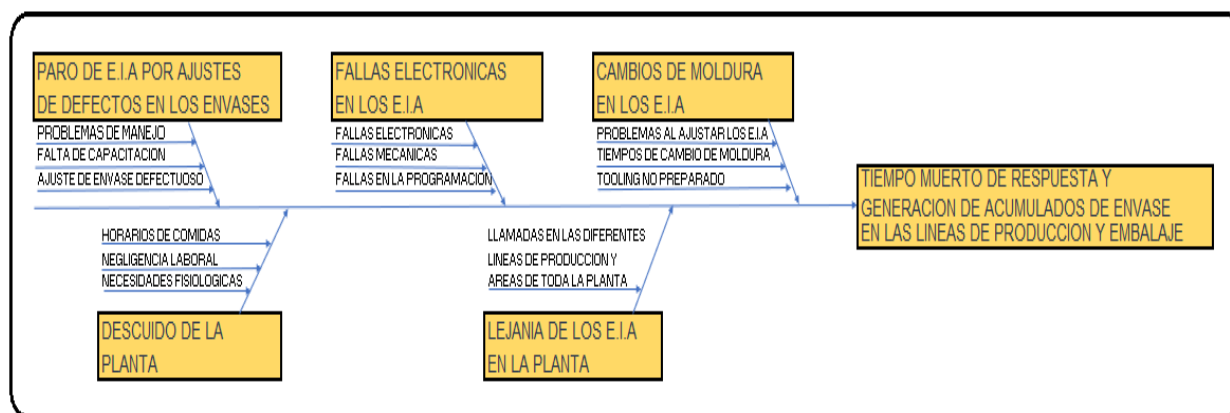 PARO DE E.I.A POR AJUSTES
DE DEFECTOS EN LOS ENVASES
PROBLEMAS DE MANEJO
FALTA DE CAPACITACION
AJUSTE DE ENVASE DEFECTUOSO
FALLAS ELECTRONICAS
EN LOS E.I.A
FALLAS ELECTRONICAS
FALLAS MECANICAS
FALLAS EN LA PROGRAMACIÓN
CAMBIOS DE MOLDURA
EN LOS E.I.A
PROBLEMAS AL AJUSTAR LOS E.I.A
TIEMPOS DE CAMBIO DE MOLDURA
TOOLING NO PREPARADO
TIEMPO MUERTO DE RESPUESTA Y
GENERACION DE ACUMULADOS DE ENVASE
EN LAS LINEAS DE PRODUCCION Y EMBALAJE
HORARIOS DE COMIDAS
NEGLIGENCIA LABORAL
NECESIDADES FISIOLOGICAS
DESCUIDO DE LA
PLANTA
LLAMADAS EN LAS DIFERENTES
LINEAS DE PRODUCCION Y
AREAS DE TODA LA PLANTA
LEJANIA DE LOS E.I.A
EN LA PLANTA